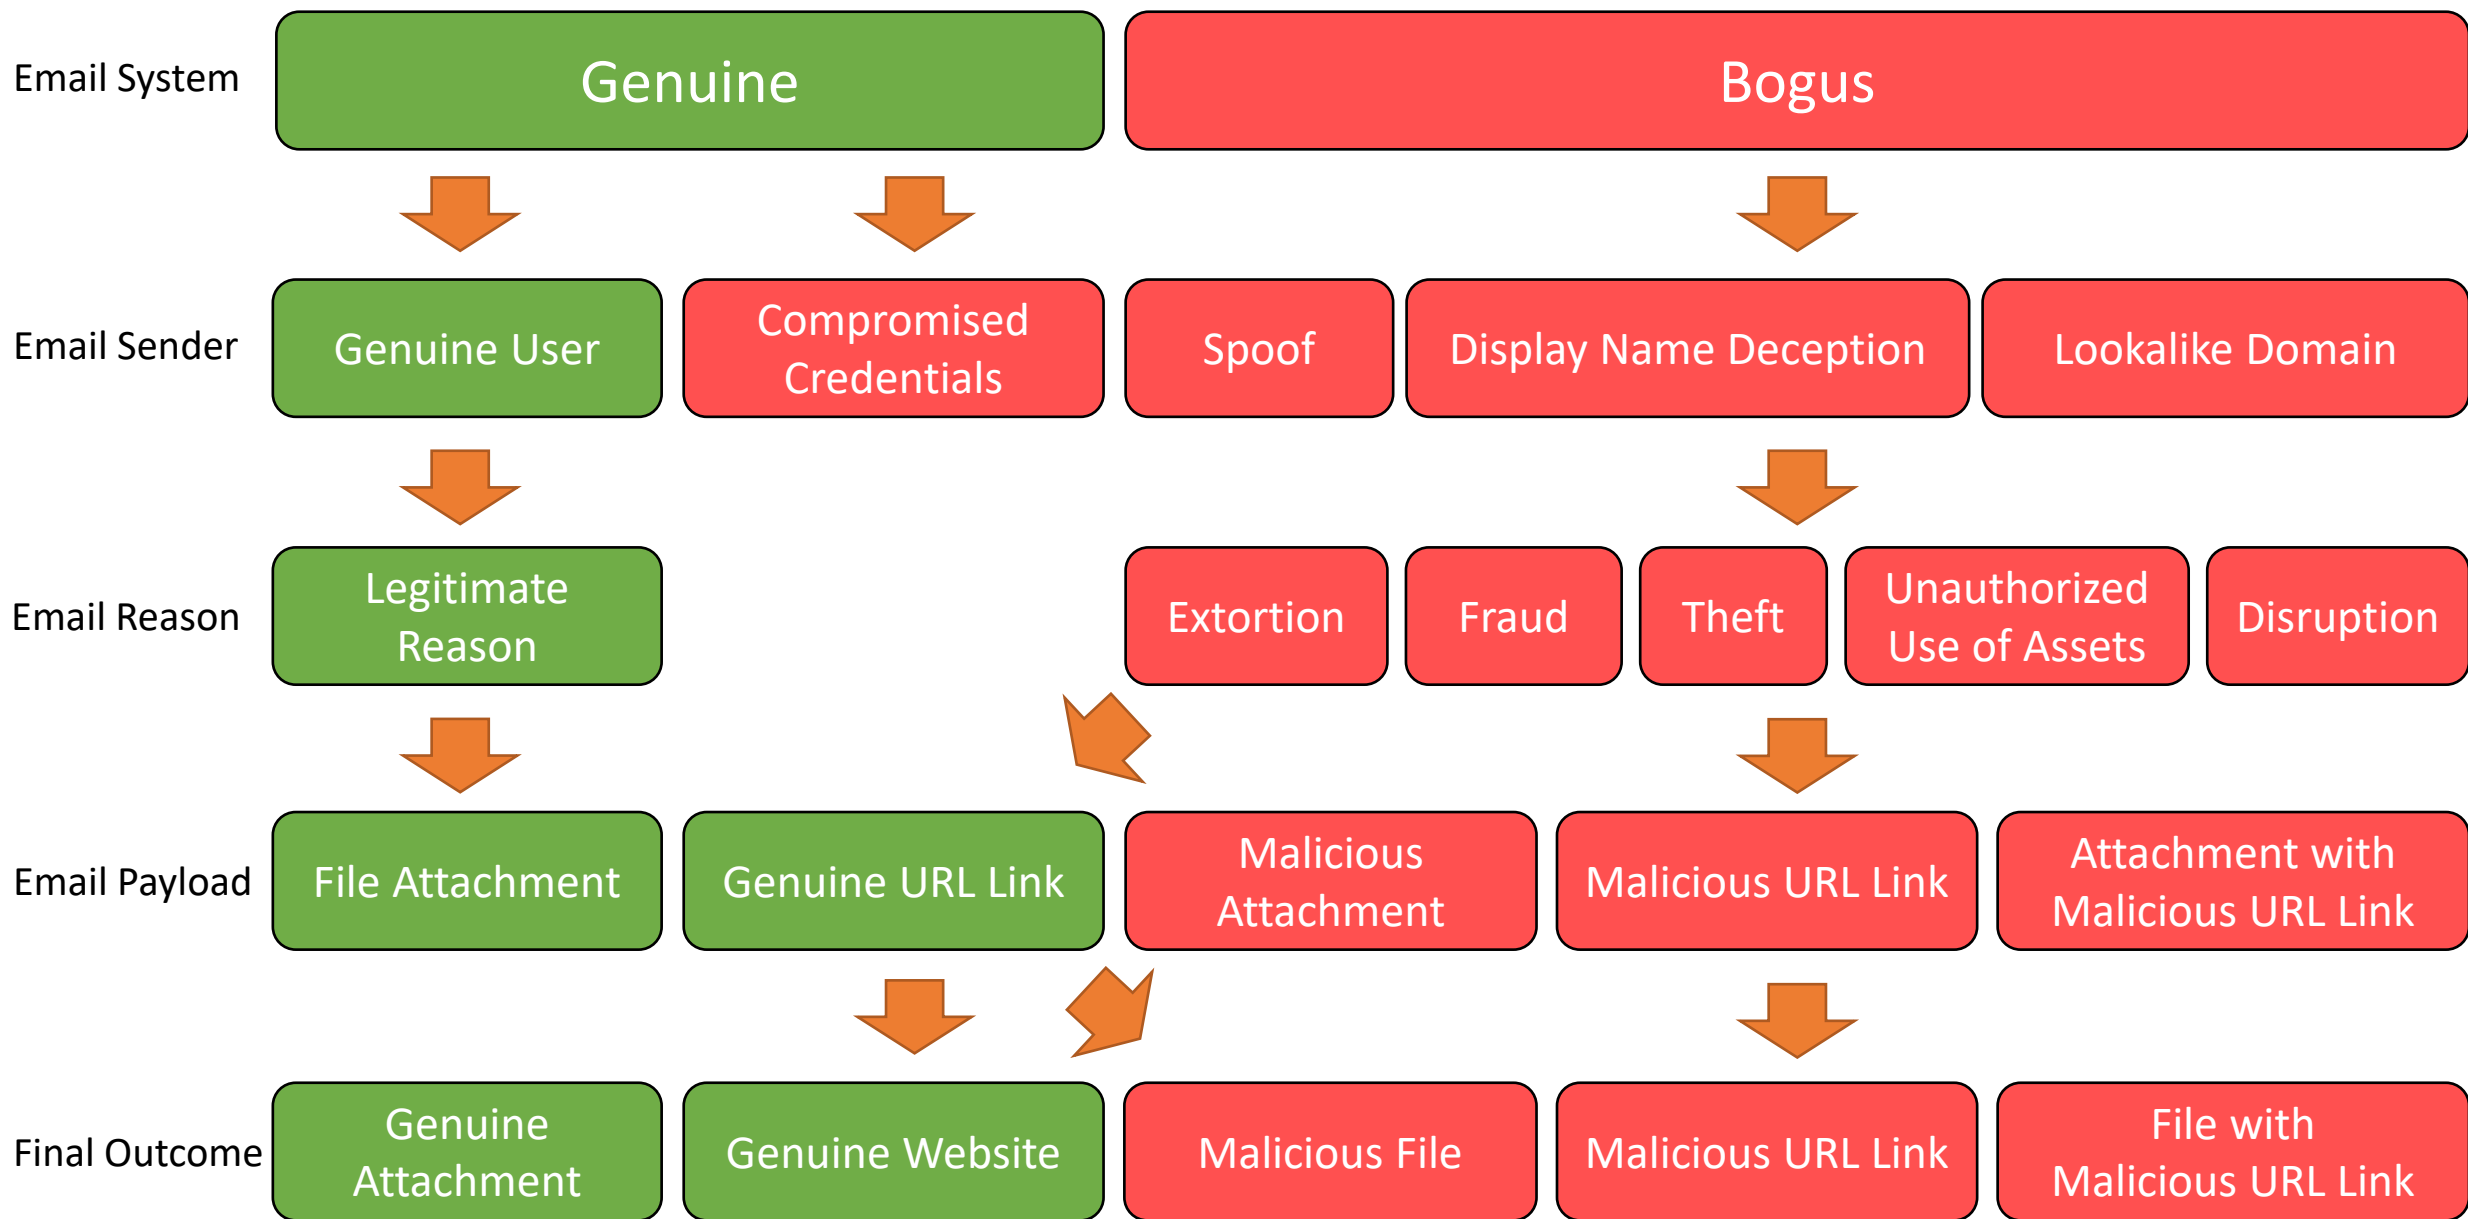 Email System
Genuine
Bogus
Email Sender
Genuine User
Compromised
Credentials
Spoof
Display Name Deception
Lookalike Domain
Email Reason
Legitimate
Reason
Extortion
Fraud
Theft
Unauthorized
Use of Assets
Disruption
Email Payload
File Attachment
Genuine URL Link
Malicious
Attachment
Malicious URL Link
Attachment with
Malicious URL Link
Final Outcome
Genuine
Attachment
Genuine Website
Malicious File
Malicious URL Link
File with
Malicious URL Link